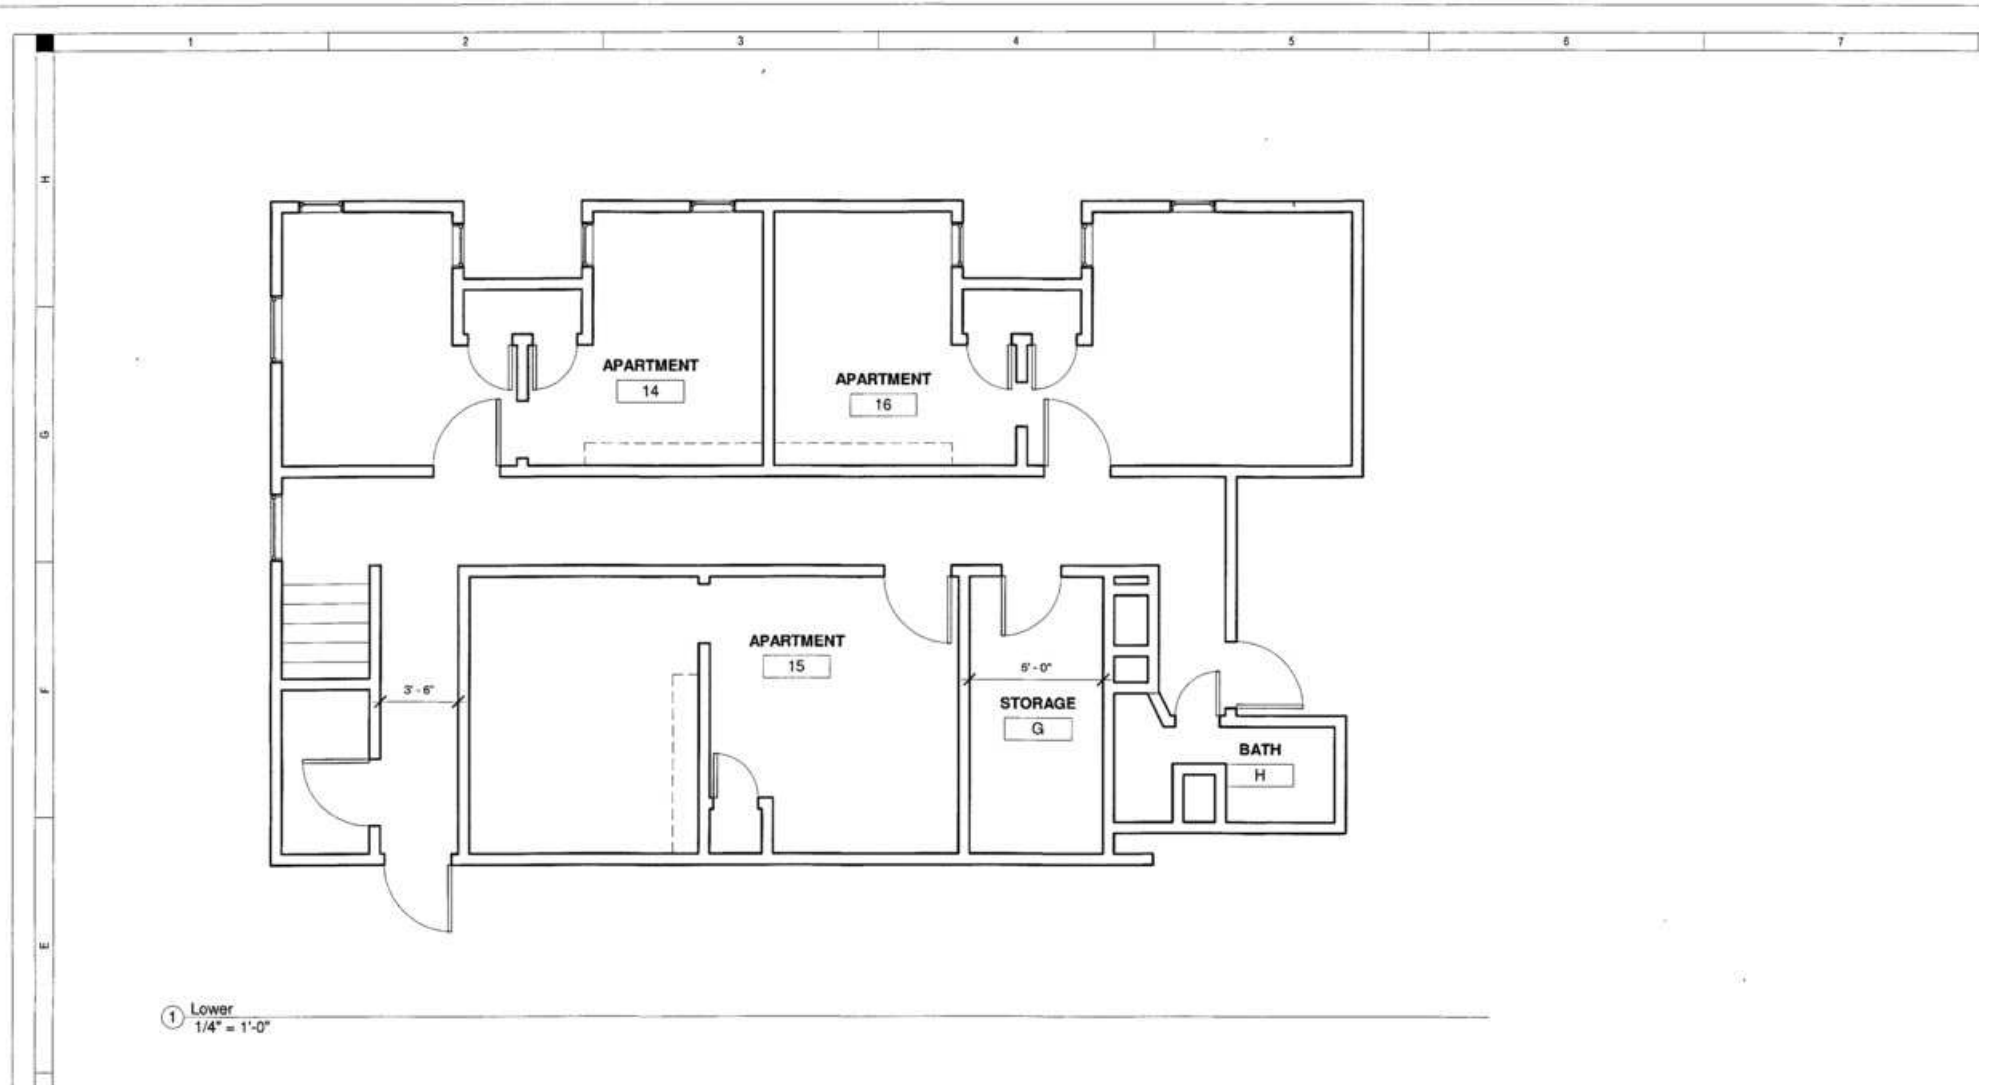 1 2 3 4 5 6 7
H
APARTMENT
14
APARTMENT
16
G
APARTMENT
15
6' - 0"
F
3' - 6"
STORAGE
G
BATH
H
E
1 Lower
1/4" = 1'-0"